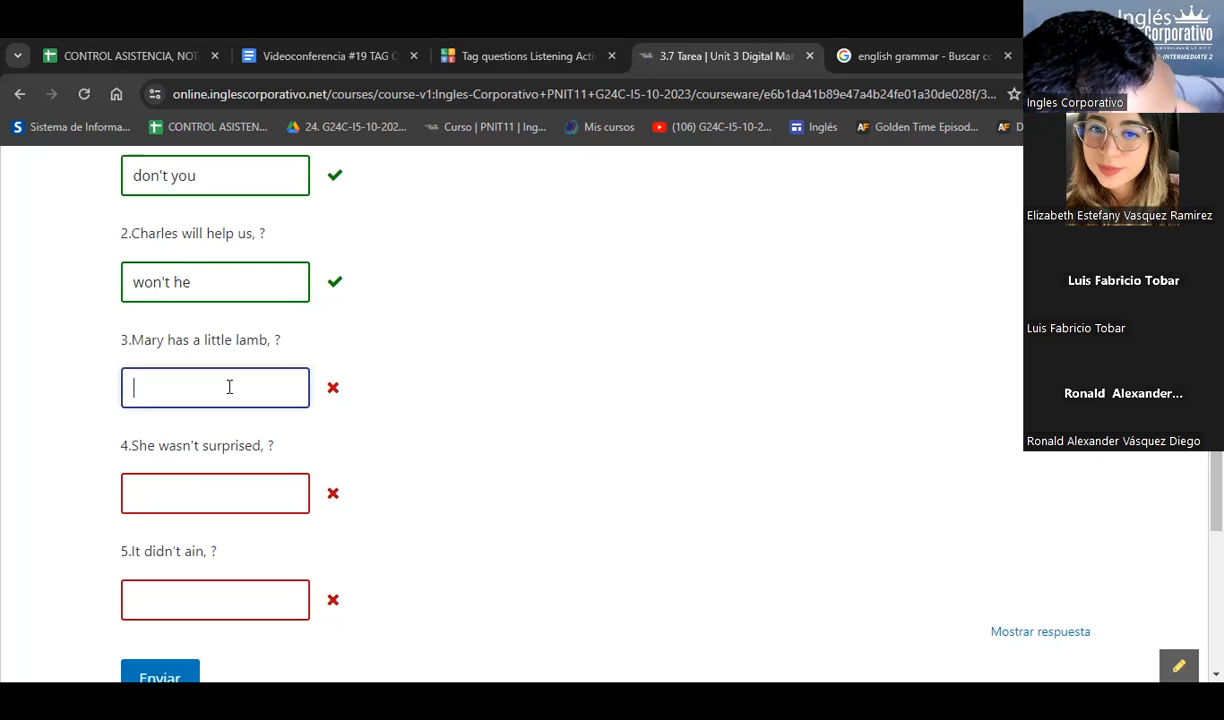 CONTROL ASISTENCIA, NOT
Videoconferencia #19 TAG C
Tag questions Listening Acti
3.7 Tarea | Unit 3 Digital Mar
english grammar - Buscar c
online.inglescorporativo.net/courses/course-v1:Ingles-Corporativo+PNIT11+G24C-I5-10-2023/courseware/e6b1da41b89e47a4b24fe01a30de028f/3...
Sistema de Informa...
CONTROL ASISTEN...
24. G24C-I5-10-202...
Curso | PNIT11 | Ing...
Mis cursos
(106) G24C-I5-10-2...
Inglés
Golden Time Episod...
D
don't you
2.Charles will help us, ?
won't he
3.Mary has a little lamb, ?
4.She wasn't surprised, ?
5.It didn't ain, ?
Mostrar respuesta
Enviar
Inglés
Corporativo
INTERMEDIATE 2
Ingles Corporativo
Elizabeth Estefany Vasquez Ramirez
Luis Fabricio Tobar
Luis Fabricio Tobar
Ronald Alexander...
Ronald Alexander Vásquez Diego